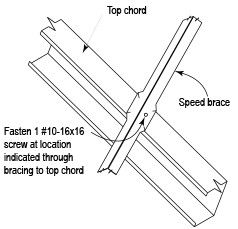 Top chord
Speed brace
Fasten 1 #10-16x16
screw at location
indicated through
bracing to top chord